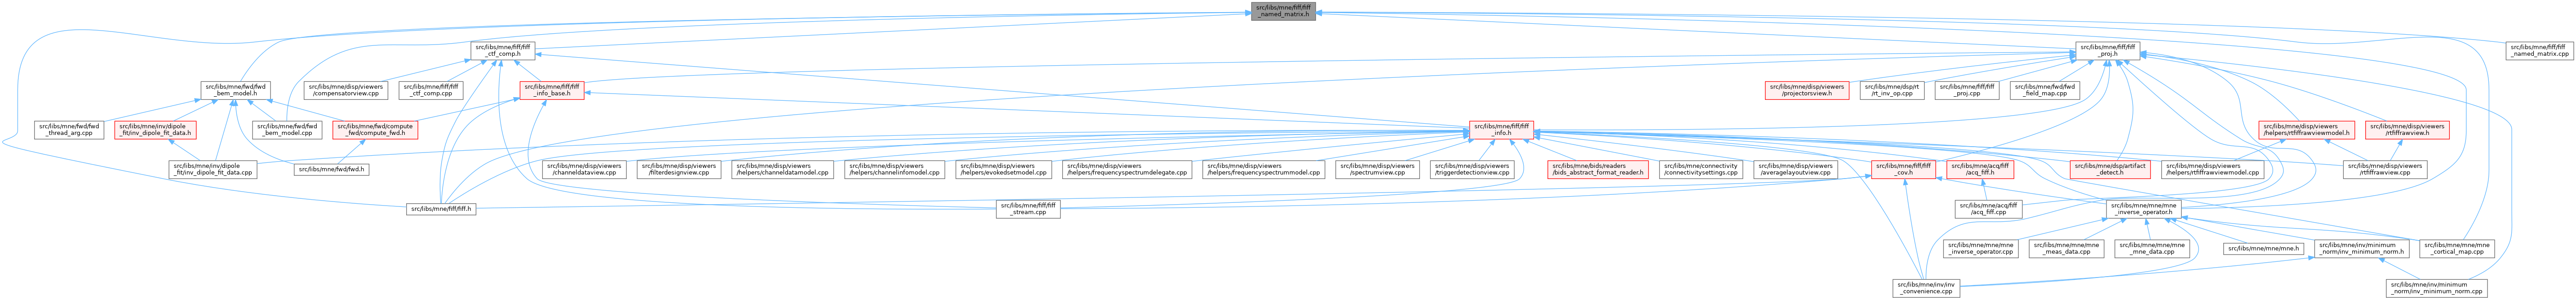 src/libs/mne/fiff/fiff
_named_matrix.h
src/libs/mne/fiff/fiff
_ctf_comp.h
src/libs/mne/fiff/fiff
_proj.h
src/libs/mne/fiff/fiff
_named_matrix.cpp
src/libs/mne/fwd/fwd
_bem_model.h
src/libs/mne/disp/viewers
/compensatorview.cpp
src/libs/mne/fiff/fiff
_ctf_comp.cpp
src/libs/mne/fiff/fiff
_info_base.h
src/libs/mne/disp/viewers
/projectorsview.h
src/libs/mne/dsp/rt
/rt_inv_op.cpp
src/libs/mne/fiff/fiff
_proj.cpp
src/libs/mne/fwd/fwd
_field_map.cpp
src/libs/mne/fwd/fwd
_thread_arg.cpp
src/libs/mne/inv/dipole
_fit/inv_dipole_fit_data.h
src/libs/mne/fwd/fwd
_bem_model.cpp
src/libs/mne/fwd/compute
_fwd/compute_fwd.h
src/libs/mne/fiff/fiff
_info.h
src/libs/mne/disp/viewers
/helpers/rtfiffrawviewmodel.h
src/libs/mne/disp/viewers
/rtfiffrawview.h
src/libs/mne/inv/dipole
_fit/inv_dipole_fit_data.cpp
src/libs/mne/fwd/fwd.h
src/libs/mne/disp/viewers
/channeldataview.cpp
src/libs/mne/disp/viewers
/filterdesignview.cpp
src/libs/mne/disp/viewers
/helpers/channeldatamodel.cpp
src/libs/mne/disp/viewers
/helpers/channelinfomodel.cpp
src/libs/mne/disp/viewers
/helpers/evokedsetmodel.cpp
src/libs/mne/disp/viewers
/helpers/frequencyspectrumdelegate.cpp
src/libs/mne/disp/viewers
/helpers/frequencyspectrummodel.cpp
src/libs/mne/disp/viewers
/spectrumview.cpp
src/libs/mne/disp/viewers
/triggerdetectionview.cpp
src/libs/mne/bids/readers
/bids_abstract_format_reader.h
src/libs/mne/connectivity
/connectivitysettings.cpp
src/libs/mne/disp/viewers
/averagelayoutview.cpp
src/libs/mne/fiff/fiff
_cov.h
src/libs/mne/acq/fiff
/acq_fiff.h
src/libs/mne/dsp/artifact
_detect.h
src/libs/mne/disp/viewers
/helpers/rtfiffrawviewmodel.cpp
src/libs/mne/disp/viewers
/rtfiffrawview.cpp
src/libs/mne/fiff/fiff.h
src/libs/mne/fiff/fiff
_stream.cpp
src/libs/mne/acq/fiff
/acq_fiff.cpp
src/libs/mne/mne/mne
_inverse_operator.h
src/libs/mne/mne/mne
_inverse_operator.cpp
src/libs/mne/mne/mne
_meas_data.cpp
src/libs/mne/mne/mne
_mne_data.cpp
src/libs/mne/mne/mne.h
src/libs/mne/inv/minimum
_norm/inv_minimum_norm.h
src/libs/mne/mne/mne
_cortical_map.cpp
src/libs/mne/inv/inv
_convenience.cpp
src/libs/mne/inv/minimum
_norm/inv_minimum_norm.cpp